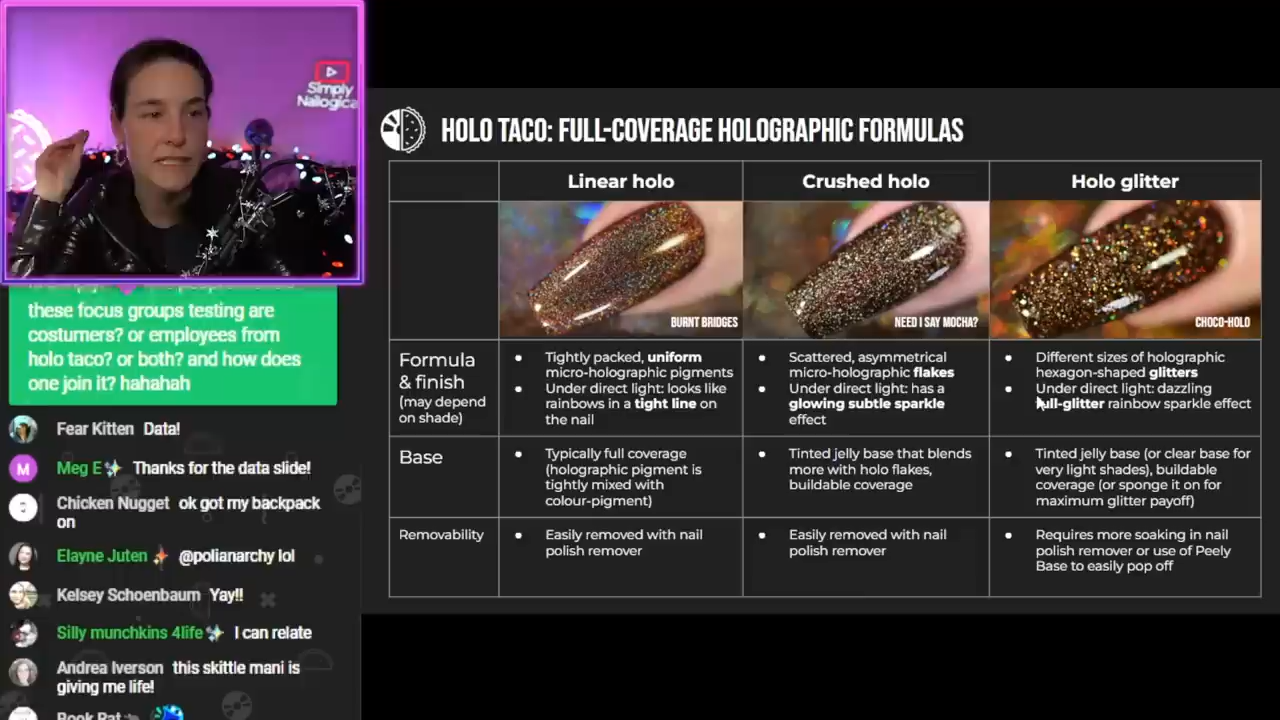 Simply
Nailogical
these focus groups testing are
costumers? or employees from
holo taco? or both? and how does
one join it? hahahah
Fear Kitten Data!
M
Meg E Thanks for the data slide!
Chicken Nugget ok got my backpack
on
Elayne Juten @polianarchy lol
Kelsey Schoenbaum Yay!!
Silly munchkins 4life I can relate
Andrea Iverson this skittle mani is
giving me life!
Book Rat
HOLO TACO: FULL-COVERAGE HOLOGRAPHIC FORMULAS
Linear holo
Crushed holo
Holo glitter
BURNT BRIDGES
NEED I SAY MOCHA?
CHOCO-HOLO
Formula
& finish
(may depend
on shade)
• Tightly packed, uniform
micro-holographic pigments
• Under direct light: looks like
rainbows in a tight line on
the nail
• Scattered, asymmetrical
micro-holographic flakes
• Under direct light: has a
glowing subtle sparkle
effect
• Different sizes of holographic
hexagon-shaped glitters
• Under direct light: dazzling
full-glitter rainbow sparkle effect
Base
• Typically full coverage
(holographic pigment is
tightly mixed with
colour-pigment)
• Tinted jelly base that blends
more with holo flakes,
buildable coverage
• Tinted jelly base (or clear base for
very light shades), buildable
coverage (or sponge it on for
maximum glitter payoff)
Removability
• Easily removed with nail
polish remover
• Easily removed with nail
polish remover
• Requires more soaking in nail
polish remover or use of Peely
Base to easily pop off